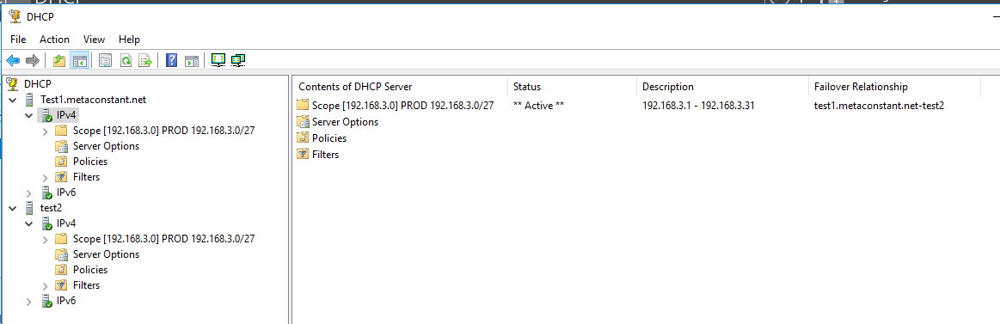 DHCP
File Action View Help
DHCP
Test1.metaconstant.net
IPv4
Scope [192.168.3.0] PROD 192.168.3.0/27
Server Options
Policies
Filters
IPv6
test2
IPv4
Scope [192.168.3.0] PROD 192.168.3.0/27
Server Options
Policies
Filters
IPv6
Contents of DHCP Server Status Description Failover Relationship
Scope [192.168.3.0] PROD 192.168.3.0/27 ** Active ** 192.168.3.1 - 192.168.3.31 test1.metaconstant.net-test2
Server Options
Policies
Filters